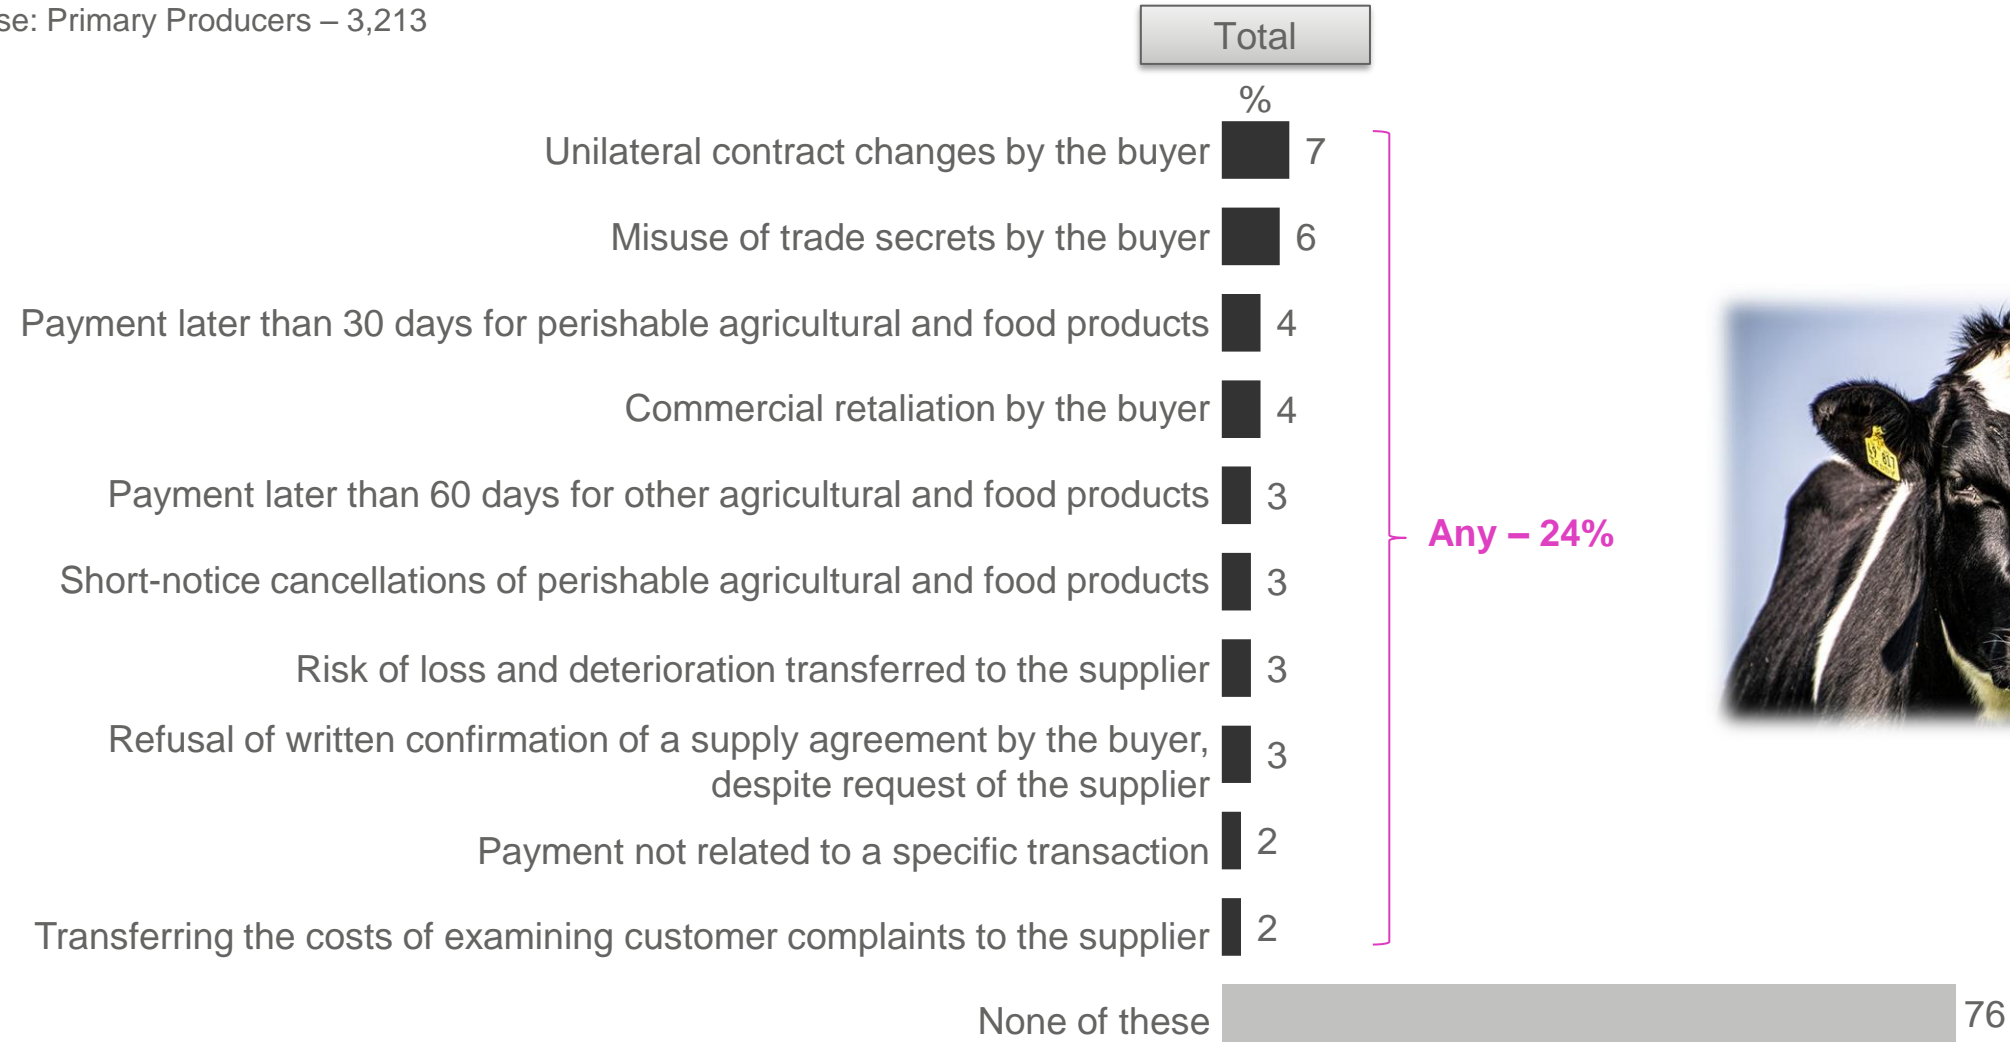 se: Primary Producers – 3,213
Total
%
Unilateral contract changes by the buyer 7
Misuse of trade secrets by the buyer 6
Payment later than 30 days for perishable agricultural and food products 4
Commercial retaliation by the buyer 4
Payment later than 60 days for other agricultural and food products 3
Any – 24%
Short-notice cancellations of perishable agricultural and food products 3
Risk of loss and deterioration transferred to the supplier 3
Refusal of written confirmation of a supply agreement by the buyer,
despite request of the supplier 3
Payment not related to a specific transaction 2
Transferring the costs of examining customer complaints to the supplier 2
None of these 76